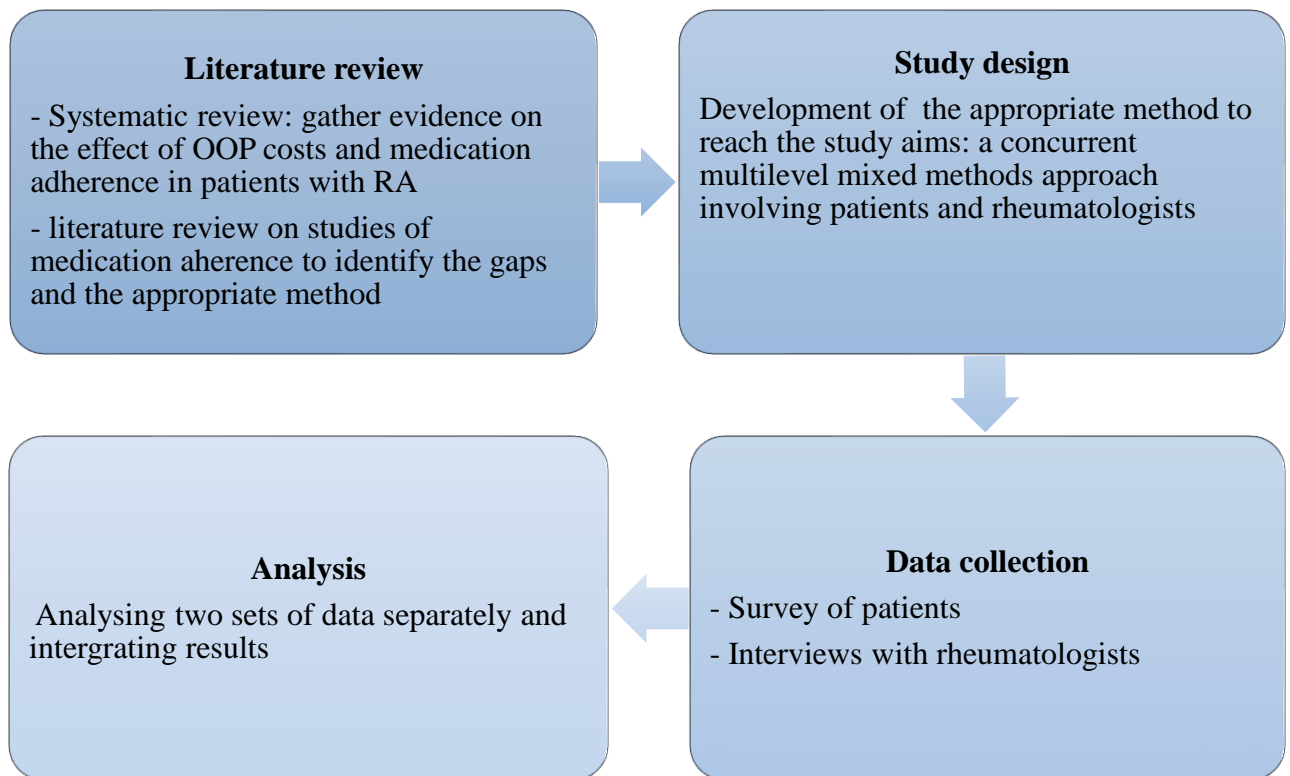 Literature review
- Systematic review: gather evidence on
the effect of OOP costs and medication
adherence in patients with RA
- literature review on studies of
medication aherence to identify the gaps
and the appropriate method
Study design
Development of the appropriate method to
reach the study aims: a concurrent
multilevel mixed methods approach
involving patients and rheumatologists
Data collection
- Survey of patients
- Interviews with rheumatologists
Analysis
Analysing two sets of data separately and
intergrating results